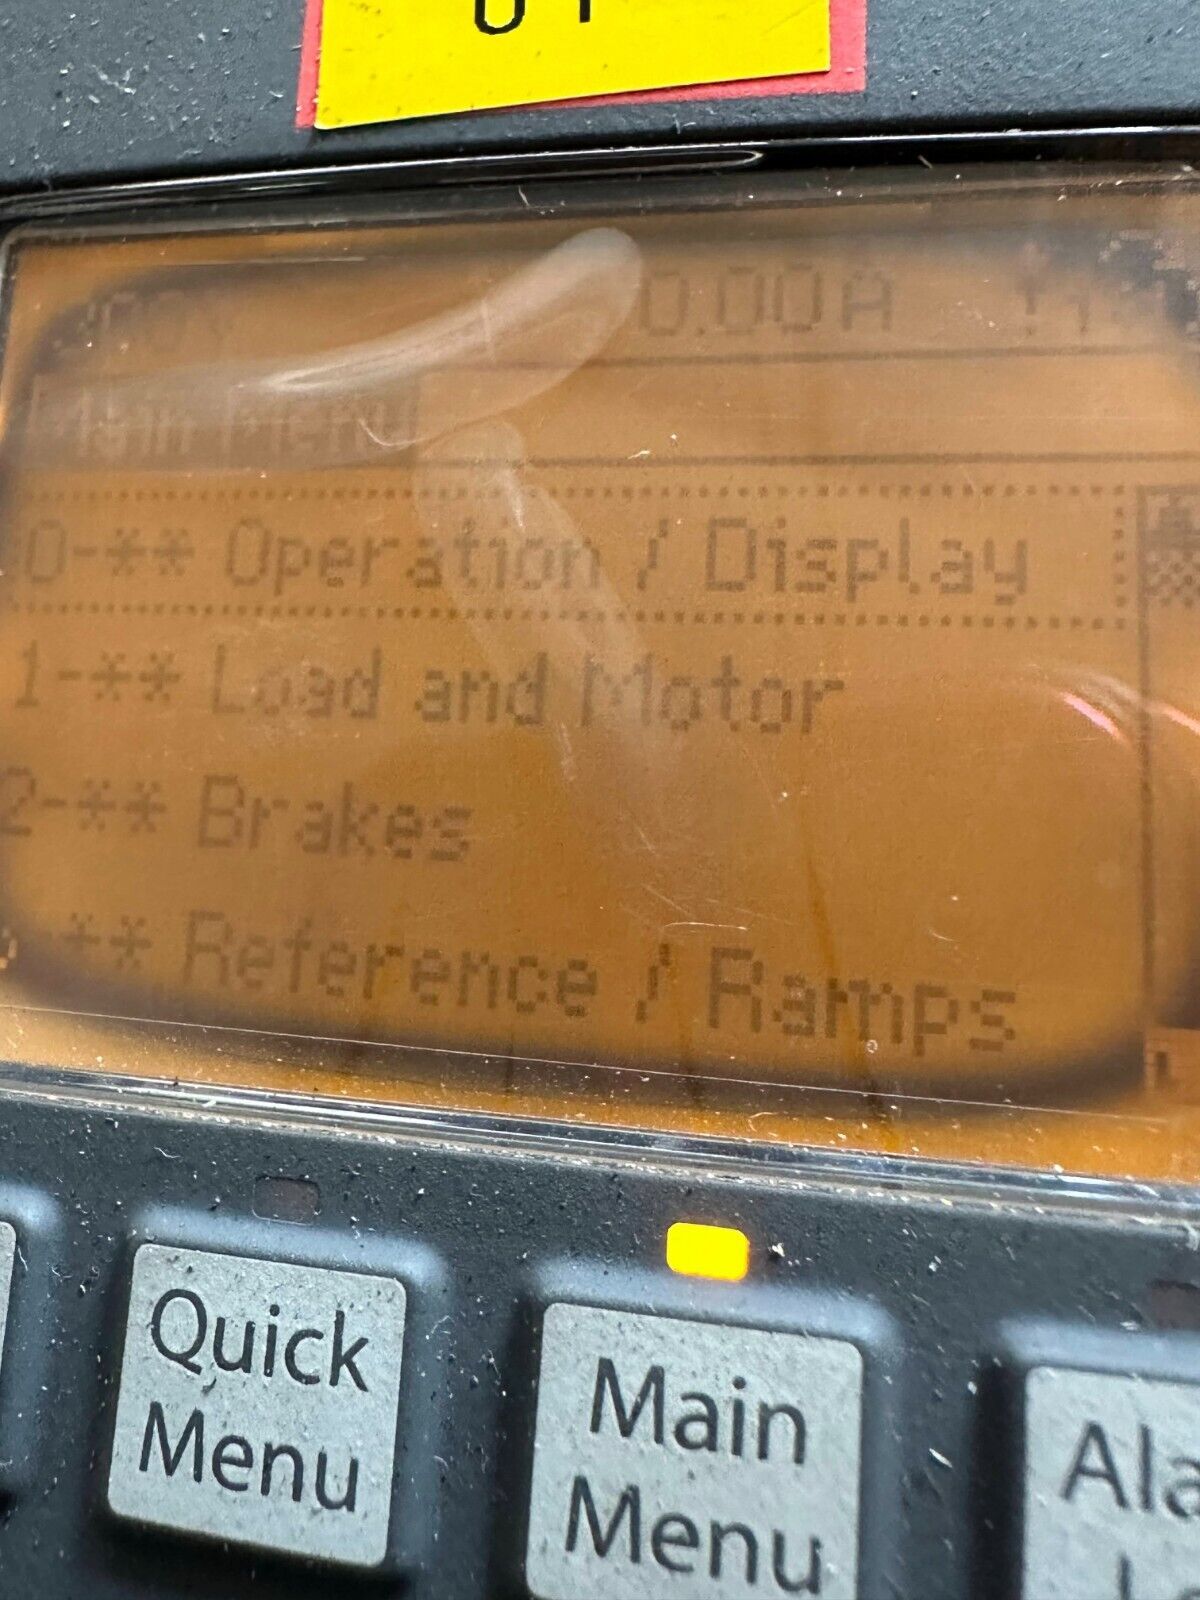 0.00A
Main Menu
0-** Operation / Display
1-** Load and Motor
2-** Brakes
** Reference / Ramps
Quick
Menu
Main
Menu
Ala